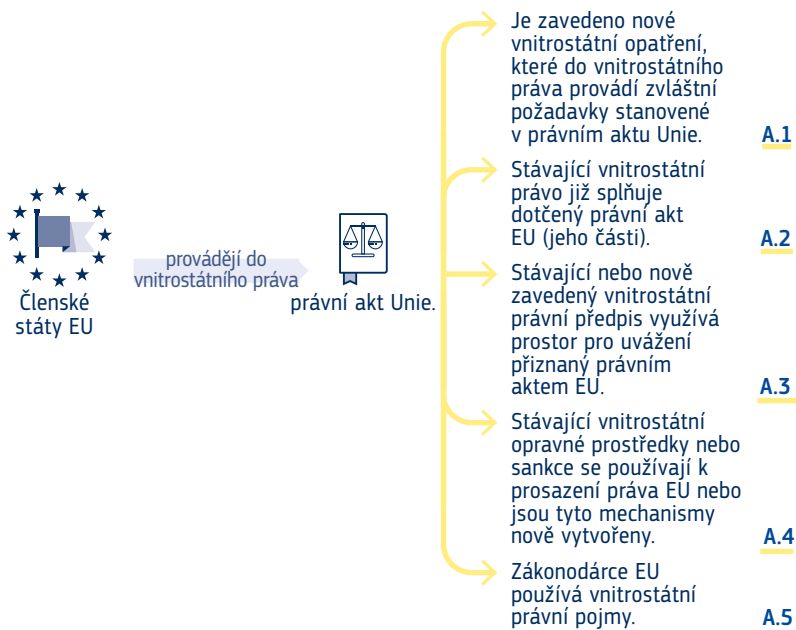 Členské
státy EU
provádějí do
vnitrostátního práva
právní akt Unie.
Je zavedeno nové
vnitrostátní opatření,
které do vnitrostátního
práva provádí zvláštní
požadavky stanovené
v právním aktu Unie.
A.1
Stávající vnitrostátní
právo již splňuje
dotčený právní akt
EU (jeho části).
A.2
Stávající nebo nově
zavedený vnitrostátní
právní předpis využívá
prostor pro uvážení
přiznaný právním
aktem EU.
A.3
Stávající vnitrostátní
opravné prostředky nebo
sankce se používají k
prosazení práva EU nebo
jsou tyto mechanismy
nově vytvořeny.
A.4
Zákonodárce EU
používá vnitrostátní
právní pojmy.
A.5